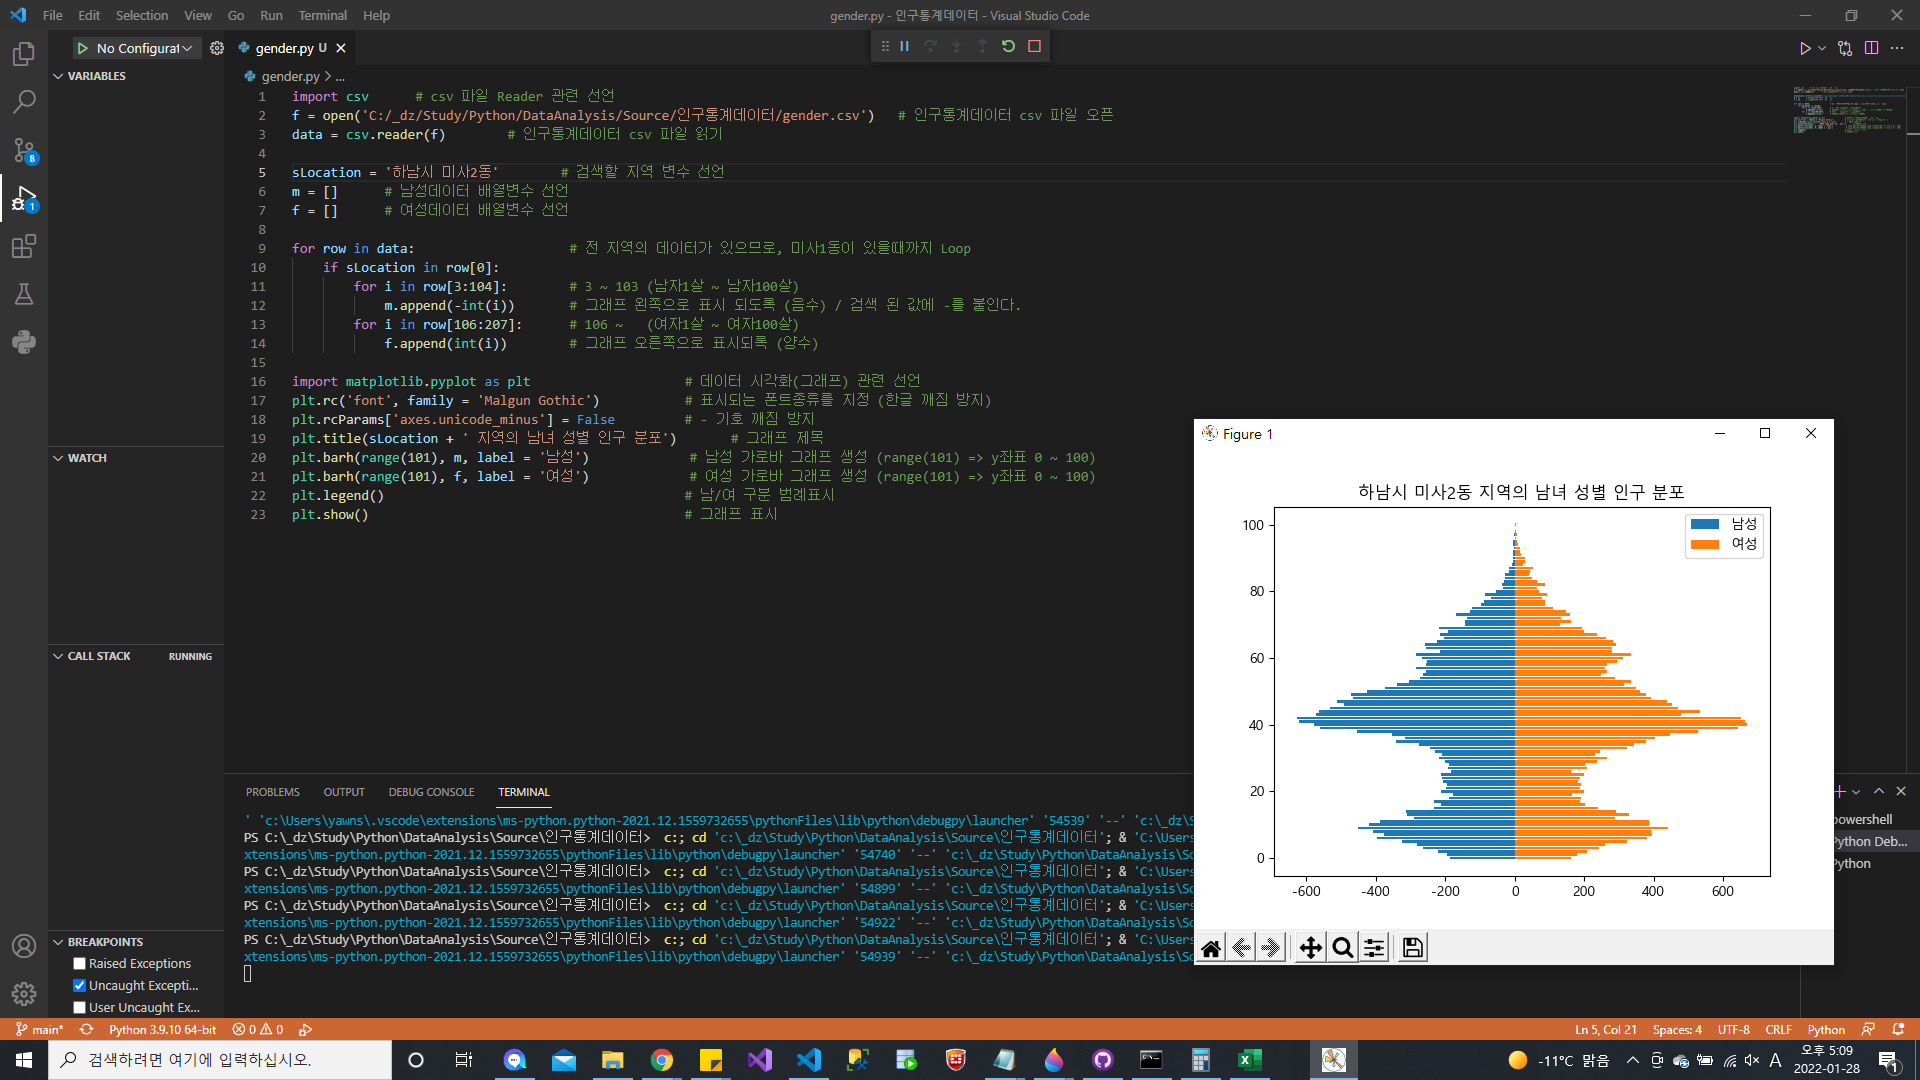 File Edit Selection View Go Run Terminal Help
gender.py - 인구통계데이터 - Visual Studio Code
No Configurat
gender.py U
VARIABLES
gender.py > ...
1 import csv # csv 파일 Reader 관련 선언
2 f = open('C:/_dz/Study/Python/DataAnalysis/Source/인구통계데이터/gender.csv') # 인구통계데이터 csv 파일 오픈
3 data = csv.reader(f) # 인구통계데이터 csv 파일 읽기
4
5 sLocation = '하남시 미사2동' # 검색할 지역 변수 선언
6 m = [] # 남성데이터 배열변수 선언
7 f = [] # 여성데이터 배열변수 선언
8
9 for row in data: # 전 지역의 데이터가 있으므로, 미사1동이 있을때까지 Loop
10 if sLocation in row[0]:
11 for i in row[3:104]: # 3 ~ 103 (남자1살 ~ 남자100살)
12 m.append(-int(i)) # 그래프 왼쪽으로 표시 되도록 (음수) / 검색 된 값에 -를 붙인다.
13 for i in row[106:207]: # 106 ~ (여자1살 ~ 여자100살)
14 f.append(int(i)) # 그래프 오른쪽으로 표시되록 (양수)
15
16 import matplotlib.pyplot as plt # 데이터 시각화(그래프) 관련 선언
17 plt.rc('font', family = 'Malgun Gothic') # 표시되는 폰트종류를 지정 (한글 깨짐 방지)
18 plt.rcParams['axes.unicode_minus'] = False # - 기호 깨짐 방지
19 plt.title(sLocation + ' 지역의 남녀 성별 인구 분포') # 그래프 제목
20 plt.barh(range(101), m, label = '남성') # 남성 가로바 그래프 생성 (range(101) => y좌표 0 ~ 100)
21 plt.barh(range(101), f, label = '여성') # 여성 가로바 그래프 생성 (range(101) => y좌표 0 ~ 100)
22 plt.legend() # 남/여 구분 범례표시
23 plt.show() # 그래프 표시
WATCH
CALL STACK RUNNING
BREAKPOINTS
Raised Exceptions
Uncaught Excepti...
User Uncaught Ex...
8
1
Figure 1
하남시 미사2동 지역의 남녀 성별 인구 분포
남성
여성
100
80
60
40
20
0
-600 -400 -200 0 200 400 600
PROBLEMS OUTPUT DEBUG CONSOLE TERMINAL
' 'c:\Users\yawns\.vscode\extensions\ms-python.python-2021.12.1559732655\pythonFiles\lib\python\debugpy\launcher' '54539' '--' 'c:\_dz\S
PS C:\_dz\Study\Python\DataAnalysis\Source\인구통계데이터> c:; cd 'c:\_dz\Study\Python\DataAnalysis\Source\인구통계데이터'; & 'C:\Users
xtensions\ms-python.python-2021.12.1559732655\pythonFiles\lib\python\debugpy\launcher' '54740' '--' 'c:\_dz\Study\Python\DataAnalysis\So
PS C:\_dz\Study\Python\DataAnalysis\Source\인구통계데이터> c:; cd 'c:\_dz\Study\Python\DataAnalysis\Source\인구통계데이터'; & 'C:\Users
xtensions\ms-python.python-2021.12.1559732655\pythonFiles\lib\python\debugpy\launcher' '54899' '--' 'c:\_dz\Study\Python\DataAnalysis\So
PS C:\_dz\Study\Python\DataAnalysis\Source\인구통계데이터> c:; cd 'c:\_dz\Study\Python\DataAnalysis\Source\인구통계데이터'; & 'C:\Users
xtensions\ms-python.python-2021.12.1559732655\pythonFiles\lib\python\debugpy\launcher' '54922' '--' 'c:\_dz\Study\Python\DataAnalysis\So
PS C:\_dz\Study\Python\DataAnalysis\Source\인구통계데이터> c:; cd 'c:\_dz\Study\Python\DataAnalysis\Source\인구통계데이터'; & 'C:\Users
xtensions\ms-python.python-2021.12.1559732655\pythonFiles\lib\python\debugpy\launcher' '54939' '--' 'c:\_dz\Study\Python\DataAnalysis\So
powershell
Python Deb...
Python
main* Python 3.9.10 64-bit 0 0
Ln 5, Col 21 Spaces: 4 UTF-8 CRLF Python
검색하려면 여기에 입력하십시오.
-11°C 맑음 A 오후 5:09
2022-01-28
1